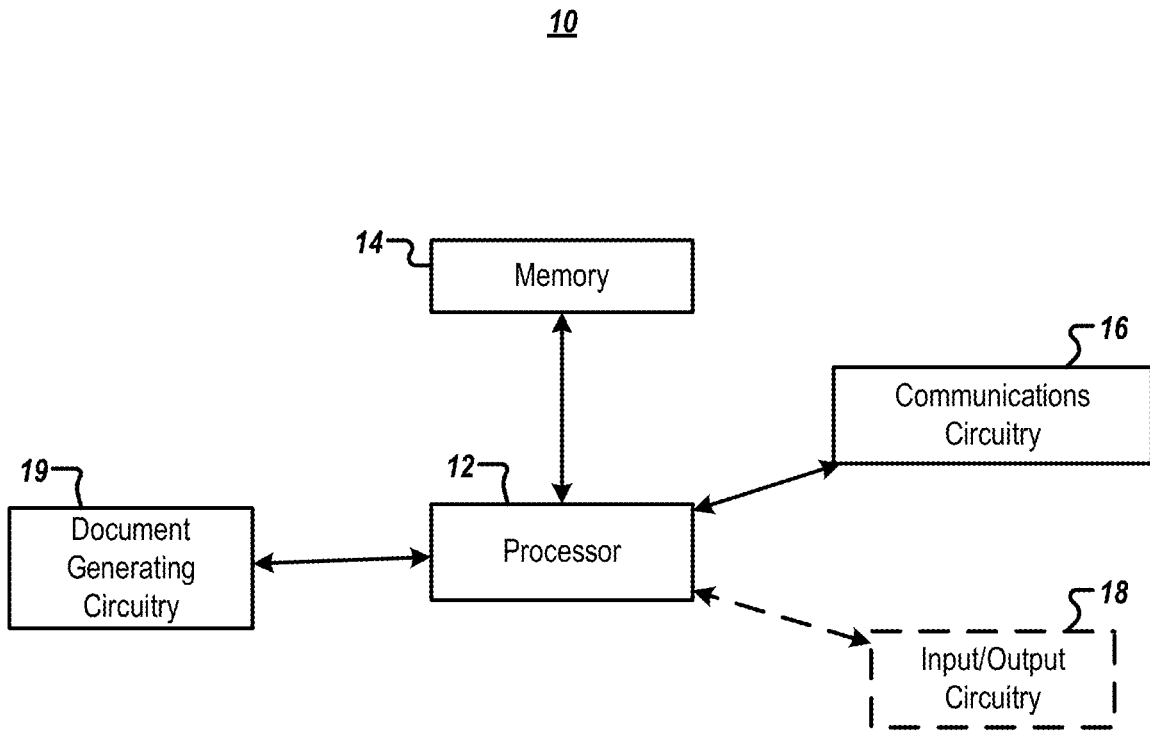 10
14
Memory
16
Communications
Circuitry
19
Document
Generating
Circuitry
12
Processor
18
Input/Output
Circuitry